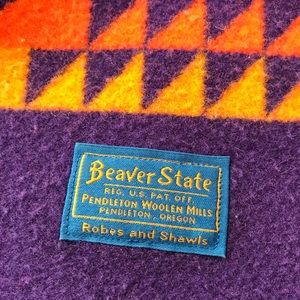 Beaver State
REG. U.S. PAT. OFF.
PENDLETON WOOLEN MILLS
PENDLETON, OREGON
Robes and Shawls